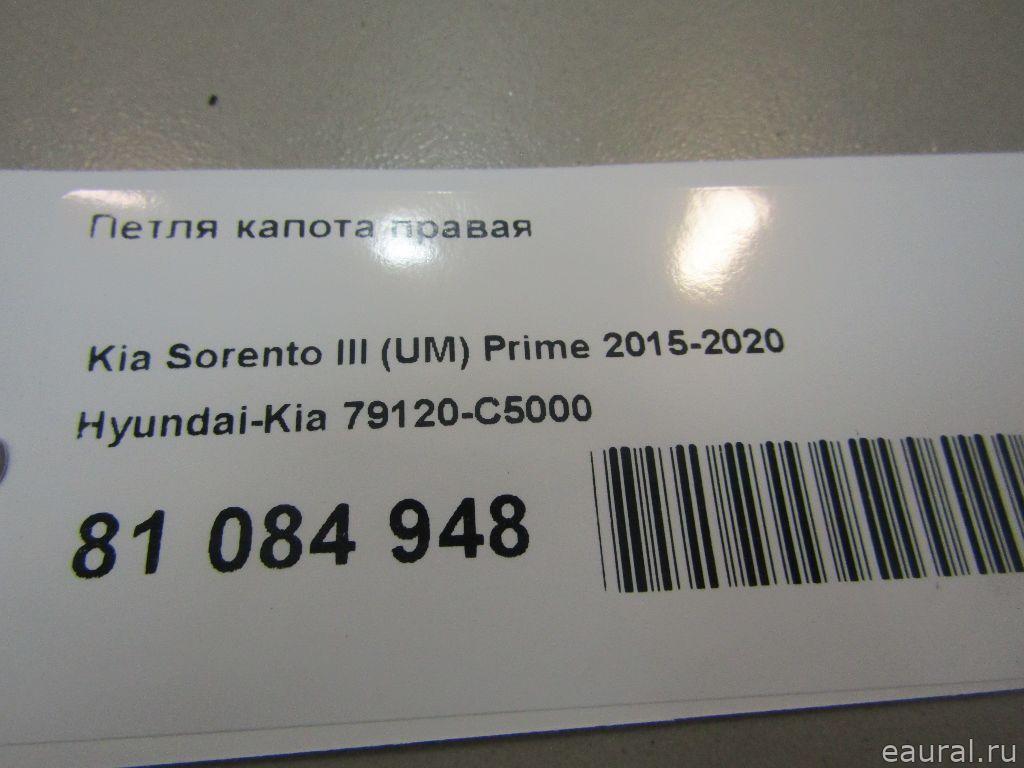 Петля капота правая
Kia Sorento III (UM) Prime 2015-2020
Hyundai-Kia 79120-C5000
81 084 948
eaural.ru